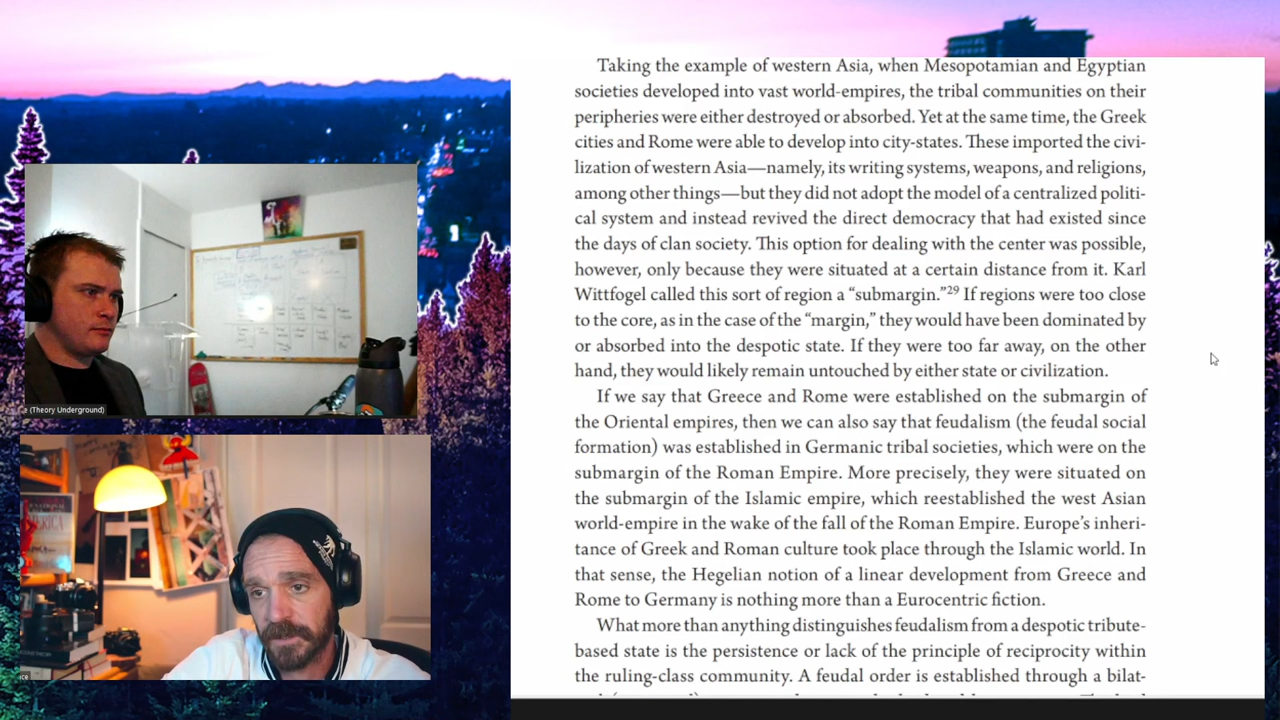 Taking the example of western Asia, when Mesopotamian and Egyptian
societies developed into vast world-empires, the tribal communities on their
peripheries were either destroyed or absorbed. Yet at the same time, the Greek
cities and Rome were able to develop into city-states. These imported the civi-
lization of western Asia—namely, its writing systems, weapons, and religions,
among other things—but they did not adopt the model of a centralized politi-
cal system and instead revived the direct democracy that had existed since
the days of clan society. This option for dealing with the center was possible,
however, only because they were situated at a certain distance from it. Karl
Wittfogel called this sort of region a “submargin.”29 If regions were too close
to the core, as in the case of the “margin,” they would have been dominated by
or absorbed into the despotic state. If they were too far away, on the other
hand, they would likely remain untouched by either state or civilization.
If we say that Greece and Rome were established on the submargin of
the Oriental empires, then we can also say that feudalism (the feudal social
formation) was established in Germanic tribal societies, which were on the
submargin of the Roman Empire. More precisely, they were situated on
the submargin of the Islamic empire, which reestablished the west Asian
world-empire in the wake of the fall of the Roman Empire. Europe’s inheri-
tance of Greek and Roman culture took place through the Islamic world. In
that sense, the Hegelian notion of a linear development from Greece and
Rome to Germany is nothing more than a Eurocentric fiction.
What more than anything distinguishes feudalism from a despotic tribute-
based state is the persistence or lack of the principle of reciprocity within
the ruling-class community. A feudal order is established through a bilat-
e (Theory Underground)